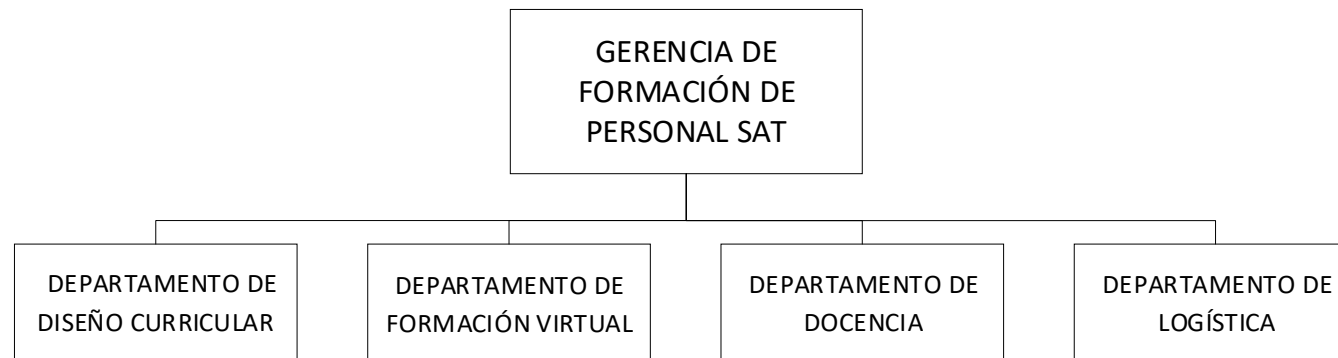 GERENCIA DE
FORMACIÓN DE
PERSONAL SAT
DEPARTAMENTO DE
DISEÑO CURRICULAR
DEPARTAMENTO DE
FORMACIÓN VIRTUAL
DEPARTAMENTO DE
DOCENCIA
DEPARTAMENTO DE
LOGÍSTICA